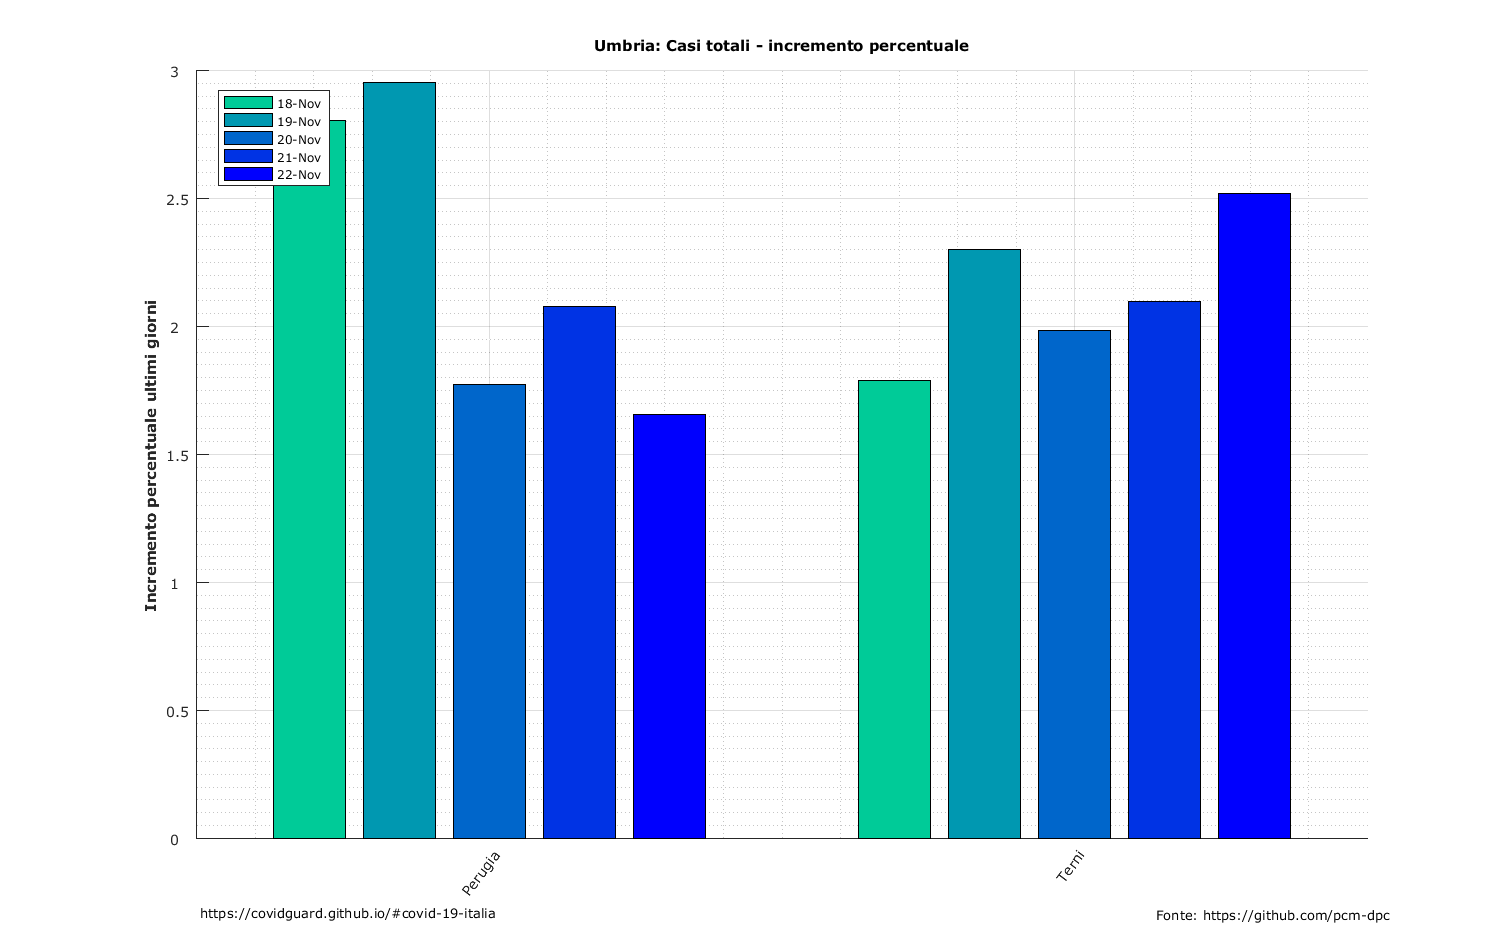 Umbria: Casi totali - incremento percentuale
3
2.5
2
1.5
1
0.5
0
Incremento percentuale ultimi giorni
18-Nov
19-Nov
20-Nov
21-Nov
22-Nov
Perugia
Terni
https://covidguard.github.io/#covid-19-italia
Fonte: https://github.com/pcm-dpc